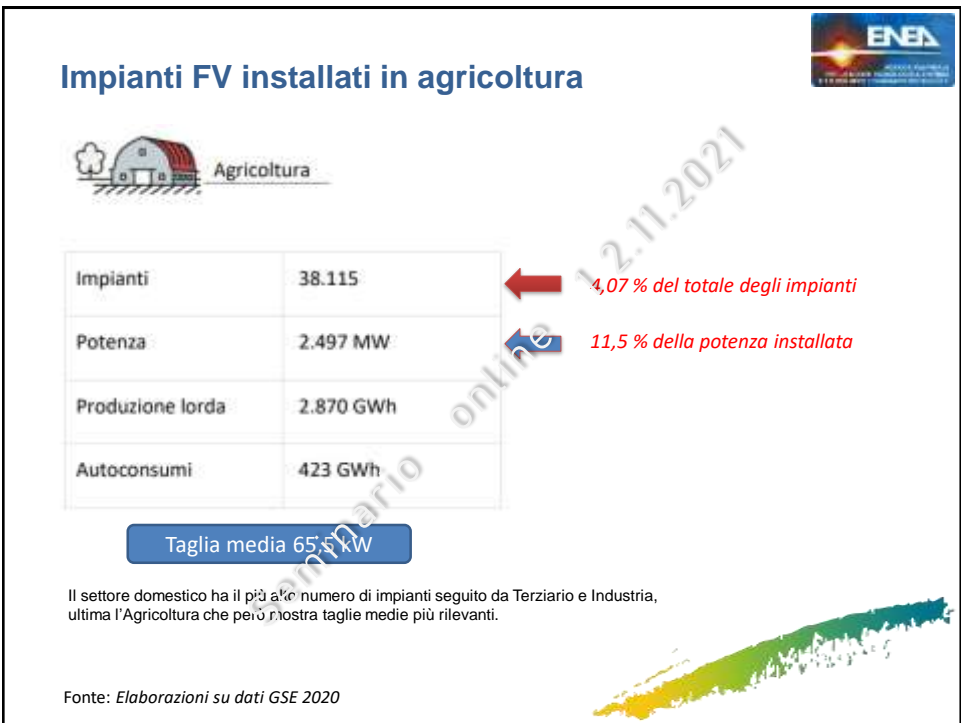 ENEA
Impianti FV installati in agricoltura
Agricoltura
Impianti 38.115
4,07 % del totale degli impianti
Potenza 2.497 MW
11,5 % della potenza installata
Produzione lorda 2.870 GWh
Autoconsumi 423 GWh
Taglia media 65,5 kW
Il settore domestico ha il più alto numero di impianti seguito da Terziario e Industria,
ultima l’Agricoltura che però mostra taglie medie più rilevanti.
Fonte: Elaborazioni su dati GSE 2020
Seminario online 12.11.2021